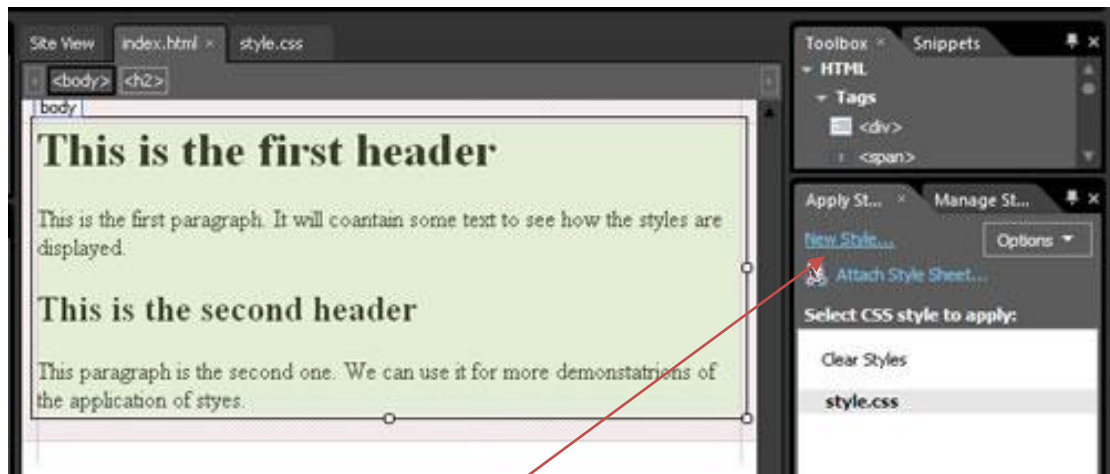 Site View index.html × style.css
<body> <h2>
body
This is the first header
This is the first paragraph. It will coantain some text to see how the styles are
displayed.
This is the second header
This paragraph is the second one. We can use it for more demonstatrions of
the application of styes.
Toolbox × Snippets ×
HTML
Tags
<div>
<span>
Apply St... × Manage St... ×
New Style... Options
Attach Style Sheet...
Select CSS style to apply:
Clear Styles
style.css